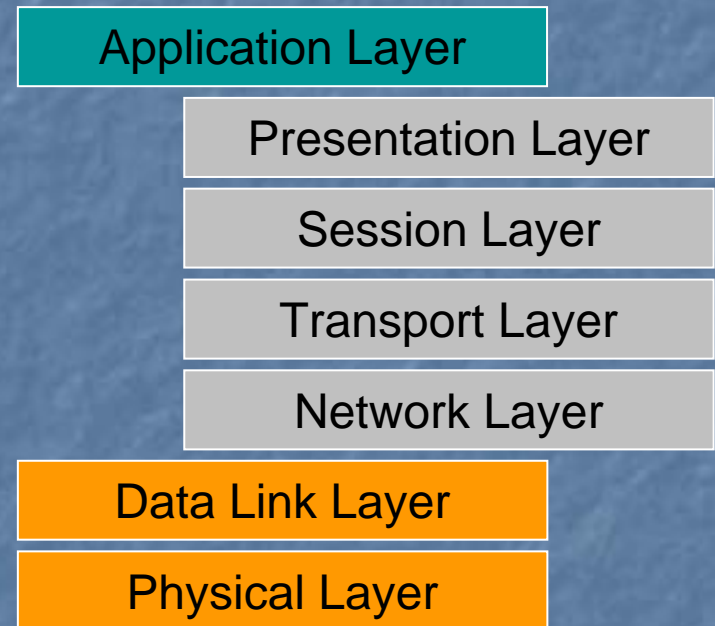 Application Layer
Presentation Layer
Session Layer
Transport Layer
Network Layer
Data Link Layer
Physical Layer